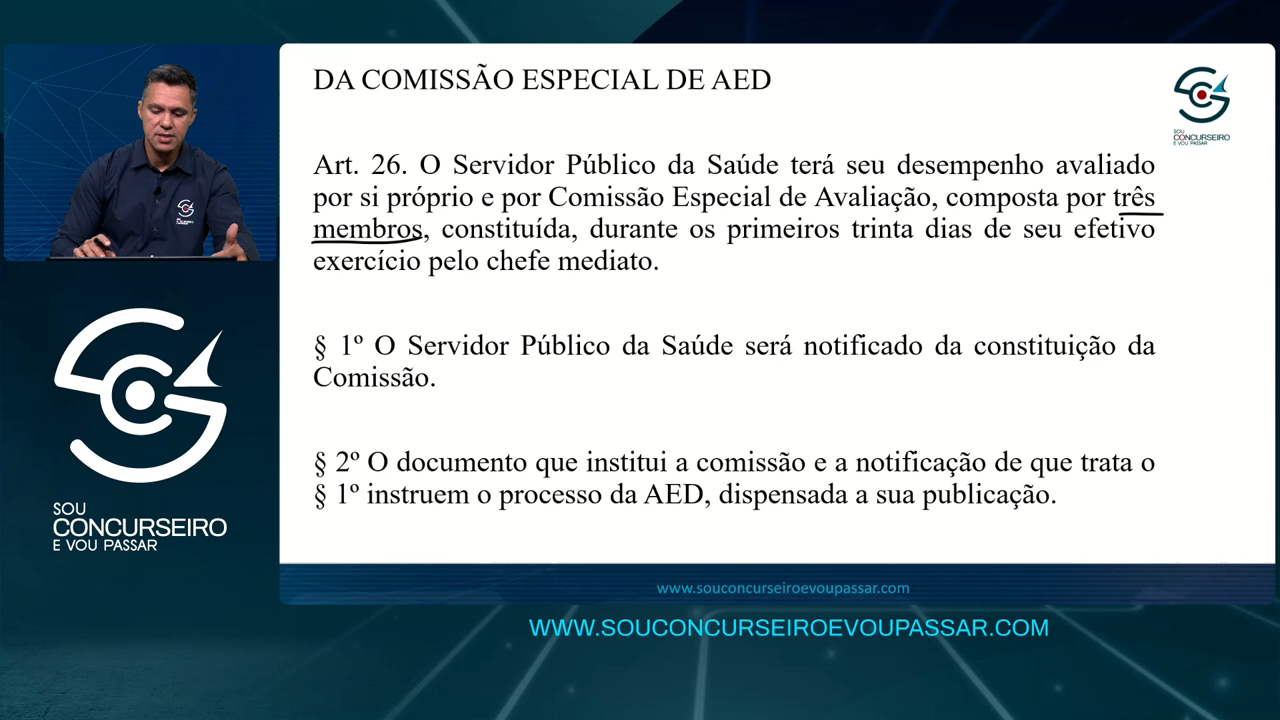 DA COMISSÃO ESPECIAL DE AED
SOU
CONCURSEIRO
E VOU PASSAR
Art. 26. O Servidor Público da Saúde terá seu desempenho avaliado
por si próprio e por Comissão Especial de Avaliação, composta por três
membros, constituída, durante os primeiros trinta dias de seu efetivo
exercício pelo chefe mediato.
§ 1º O Servidor Público da Saúde será notificado da constituição da
Comissão.
§ 2º O documento que institui a comissão e a notificação de que trata o
§ 1º instruem o processo da AED, dispensada a sua publicação.
SOU
CONCURSEIRO
E VOU PASSAR
www.souconcurseiroevoupassar.com
WWW.SOUCONCURSEIROEVOUPASSAR.COM